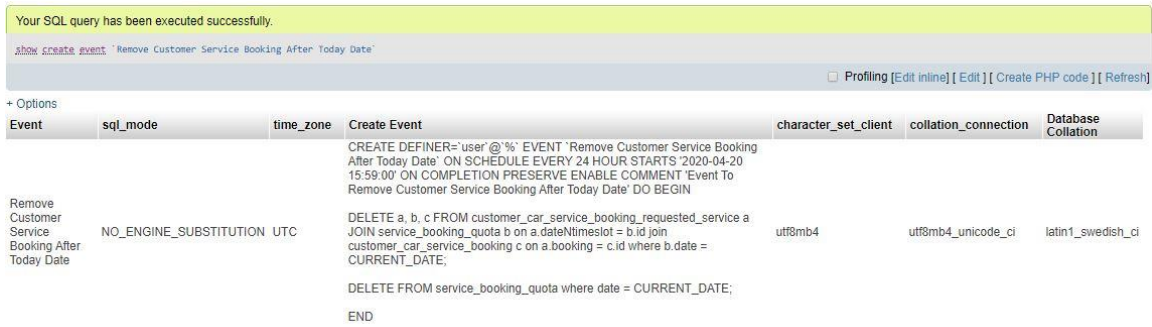 Your SQL query has been executed successfully.
show create event `Remove Customer Service Booking After Today Date`
Profiling [Edit inline] [ Edit ] [ Create PHP code ] [ Refresh]
+ Options
Event sql_mode time_zone Create Event character_set_client collation_connection Database Collation
Remove
Customer
Service
Booking After
Today Date
NO_ENGINE_SUBSTITUTION UTC
CREATE DEFINER=`user`@`%` EVENT `Remove Customer Service Booking
After Today Date` ON SCHEDULE EVERY 24 HOUR STARTS '2020-04-20
15:59:00' ON COMPLETION PRESERVE ENABLE COMMENT 'Event To
Remove Customer Service Booking After Today Date' DO BEGIN
DELETE a, b, c FROM customer_car_service_booking_requested_service a
JOIN service_booking_quota b on a.dateNtimeslot = b.id join
customer_car_service_booking c on a.booking = c.id where b.date =
CURRENT_DATE;
DELETE FROM service_booking_quota where date = CURRENT_DATE;
END
utf8mb4 utf8mb4_unicode_ci latin1_swedish_ci